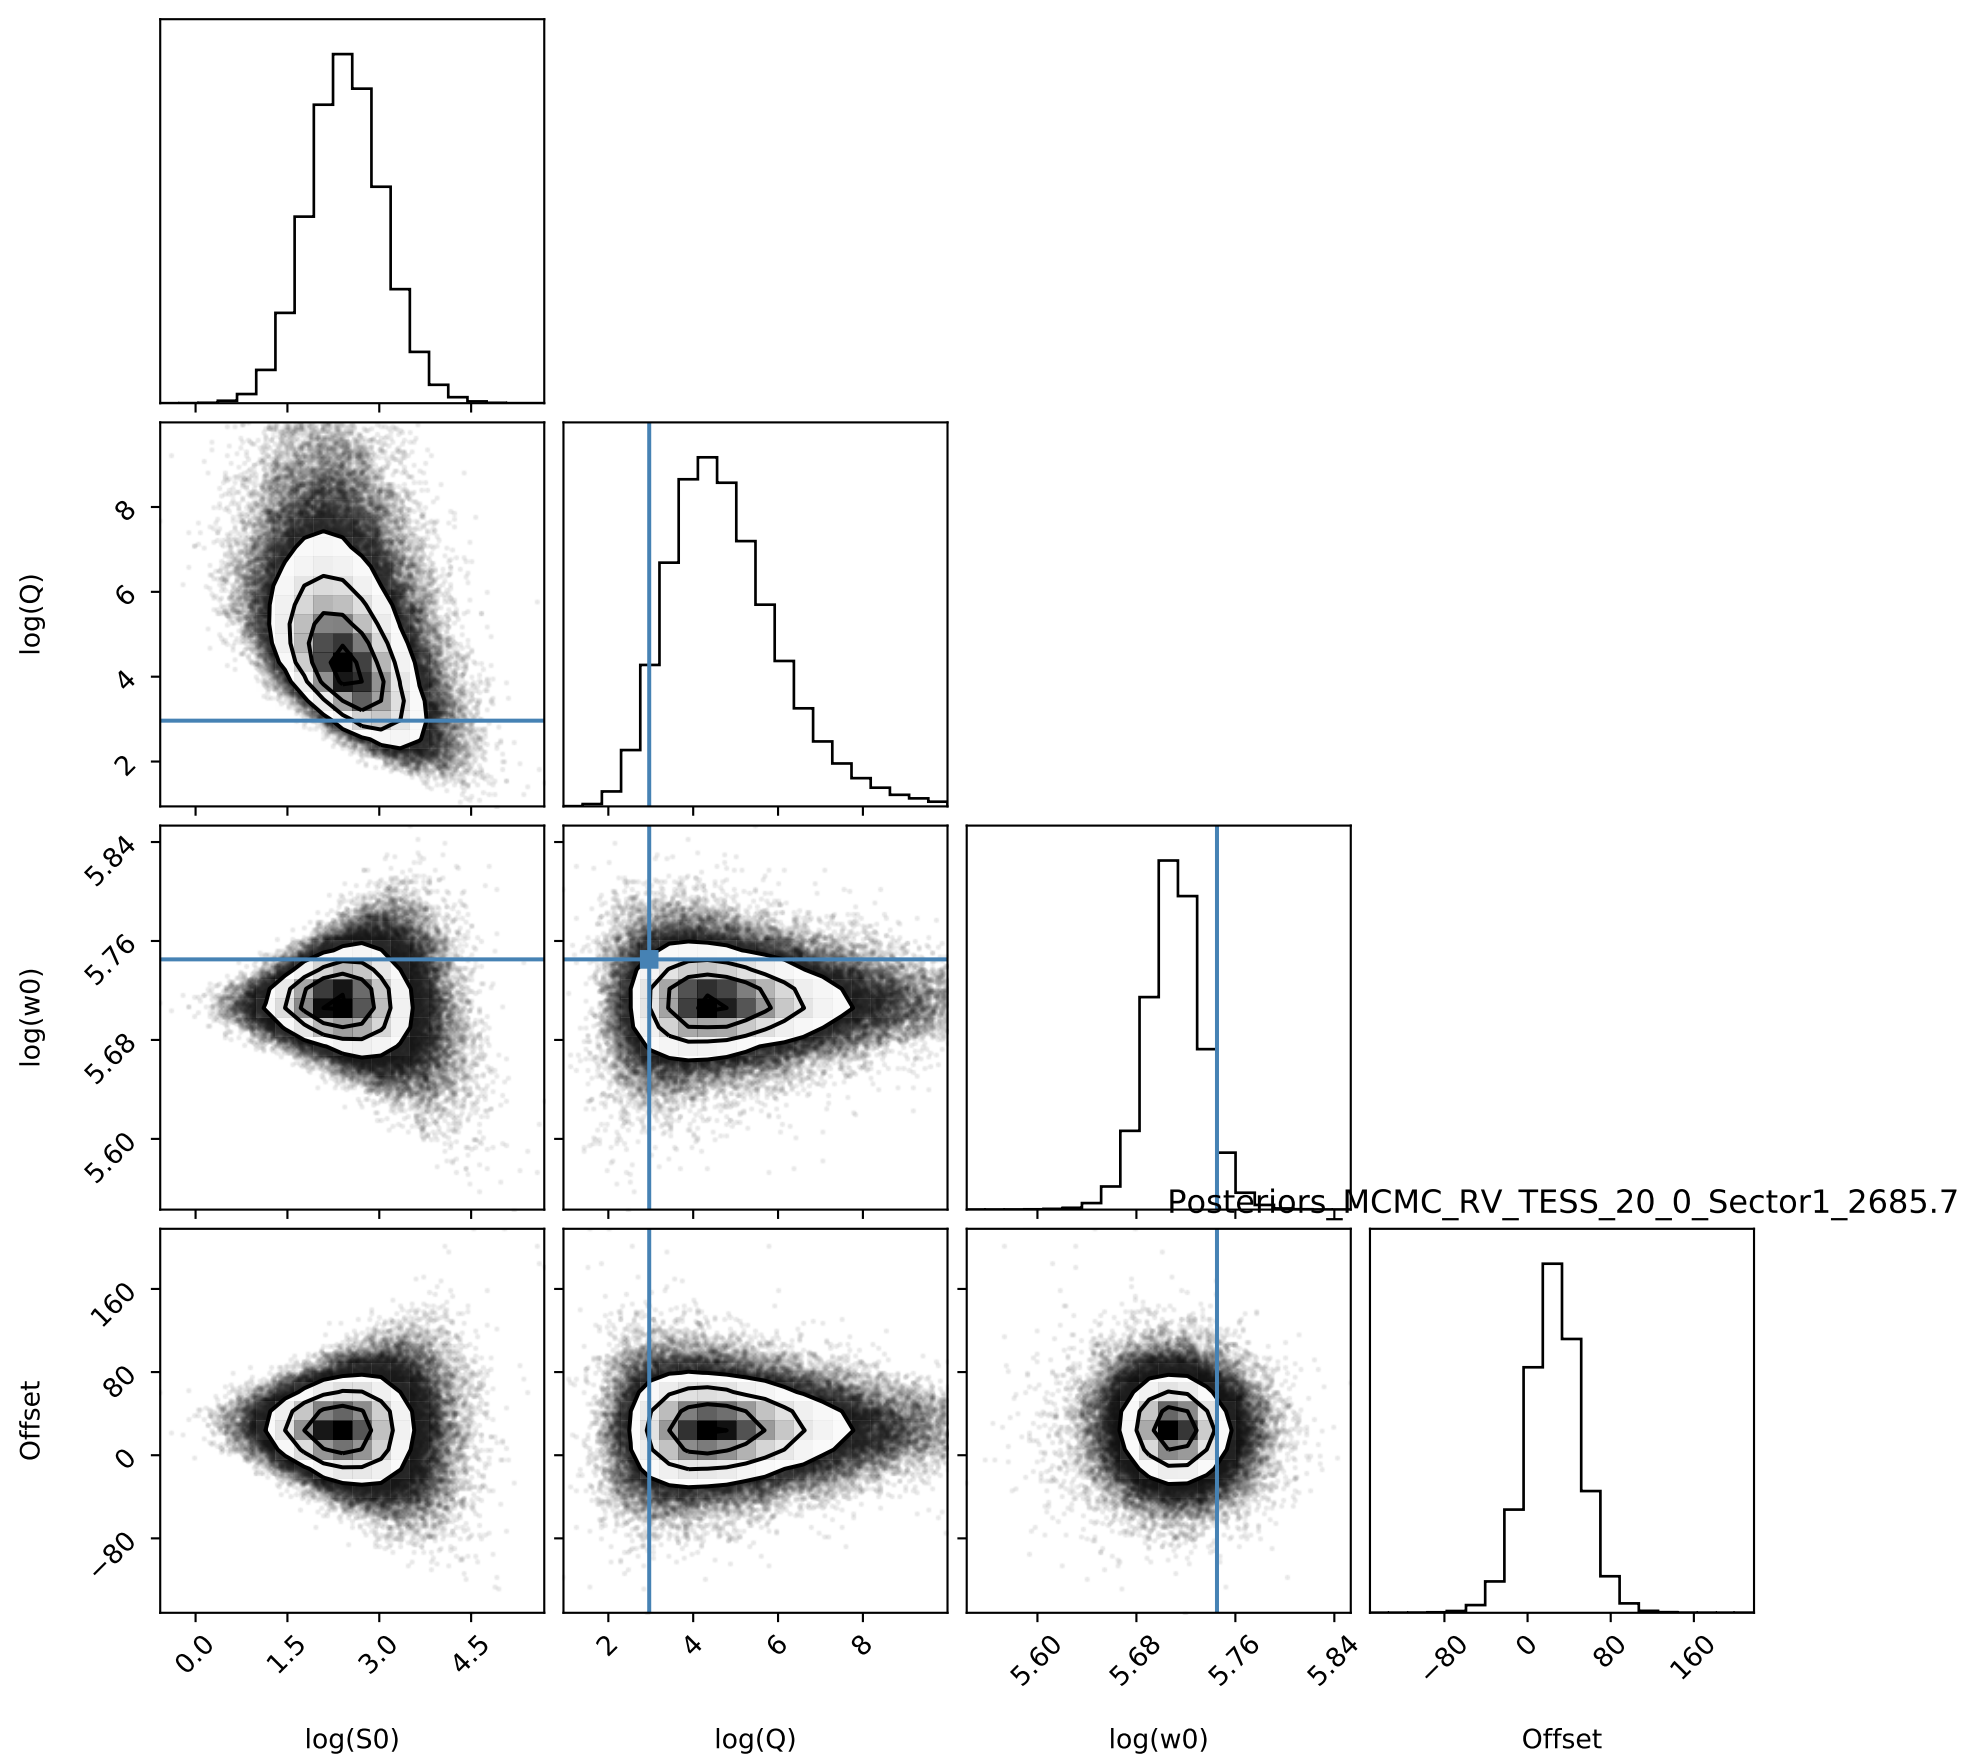 8
6
4
2
log(Q)
5.84
5.76
5.68
5.60
log(w0)
Posteriors_MCMC_RV_TESS_20_0_Sector1_2685.7
160
80
0
−80
Offset
0.0 1.5 3.0 4.5 2 4 6 8 5.60 5.68 5.76 5.84 −80 0 80 160
log(S0) log(Q) log(w0) Offset